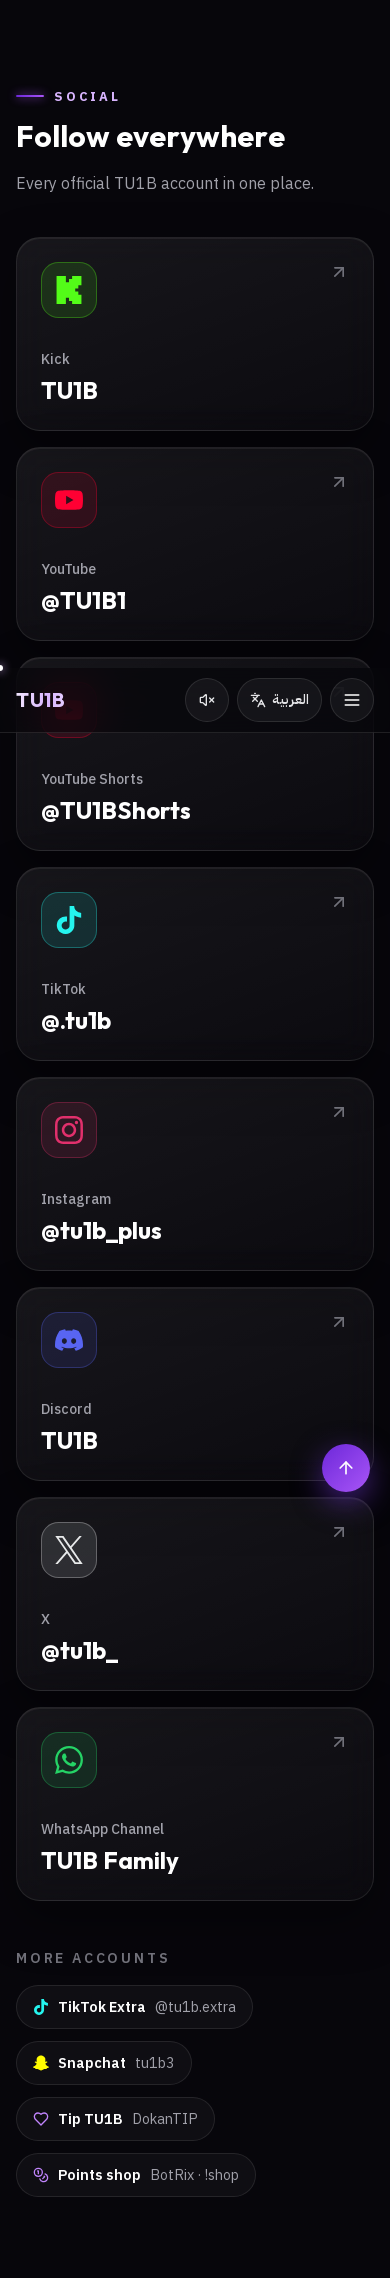 SOCIAL
Follow everywhere
Every official TU1B account in one place.
Kick
TU1B
YouTube
@TU1B1
TU1B
العربية
YouTube Shorts
@TU1BShorts
TikTok
@.tu1b
Instagram
@tu1b_plus
Discord
TU1B
X
@tu1b_
WhatsApp Channel
TU1B Family
MORE ACCOUNTS
TikTok Extra @tu1b.extra
Snapchat tu1b3
Tip TU1B DokanTIP
Points shop BotRix · !shop